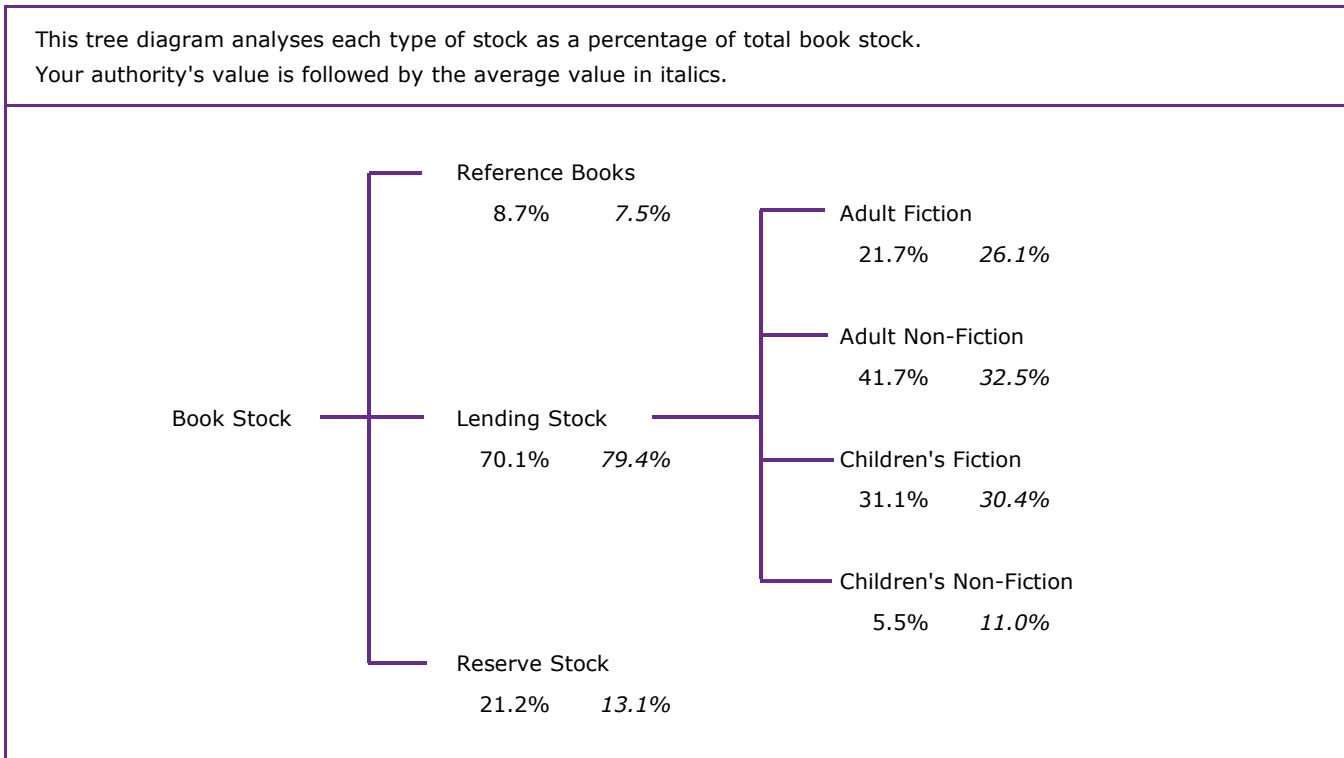 This tree diagram analyses each type of stock as a percentage of total book stock.
Your authority's value is followed by the average value in italics.
Reference Books
8.7% 7.5%
Adult Fiction
21.7% 26.1%
Adult Non-Fiction
41.7% 32.5%
Book Stock
Lending Stock
70.1% 79.4%
Children's Fiction
31.1% 30.4%
Children's Non-Fiction
5.5% 11.0%
Reserve Stock
21.2% 13.1%